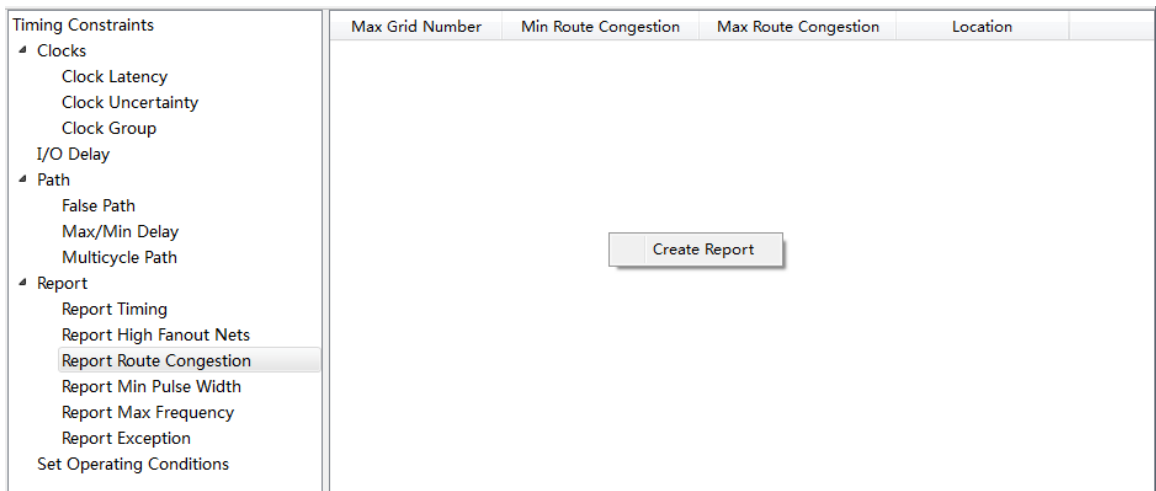 Timing Constraints
Clocks
Clock Latency
Clock Uncertainty
Clock Group
I/O Delay
Path
False Path
Max/Min Delay
Multicycle Path
Report
Report Timing
Report High Fanout Nets
Report Route Congestion
Report Min Pulse Width
Report Max Frequency
Report Exception
Set Operating Conditions
Max Grid Number Min Route Congestion Max Route Congestion Location
Create Report